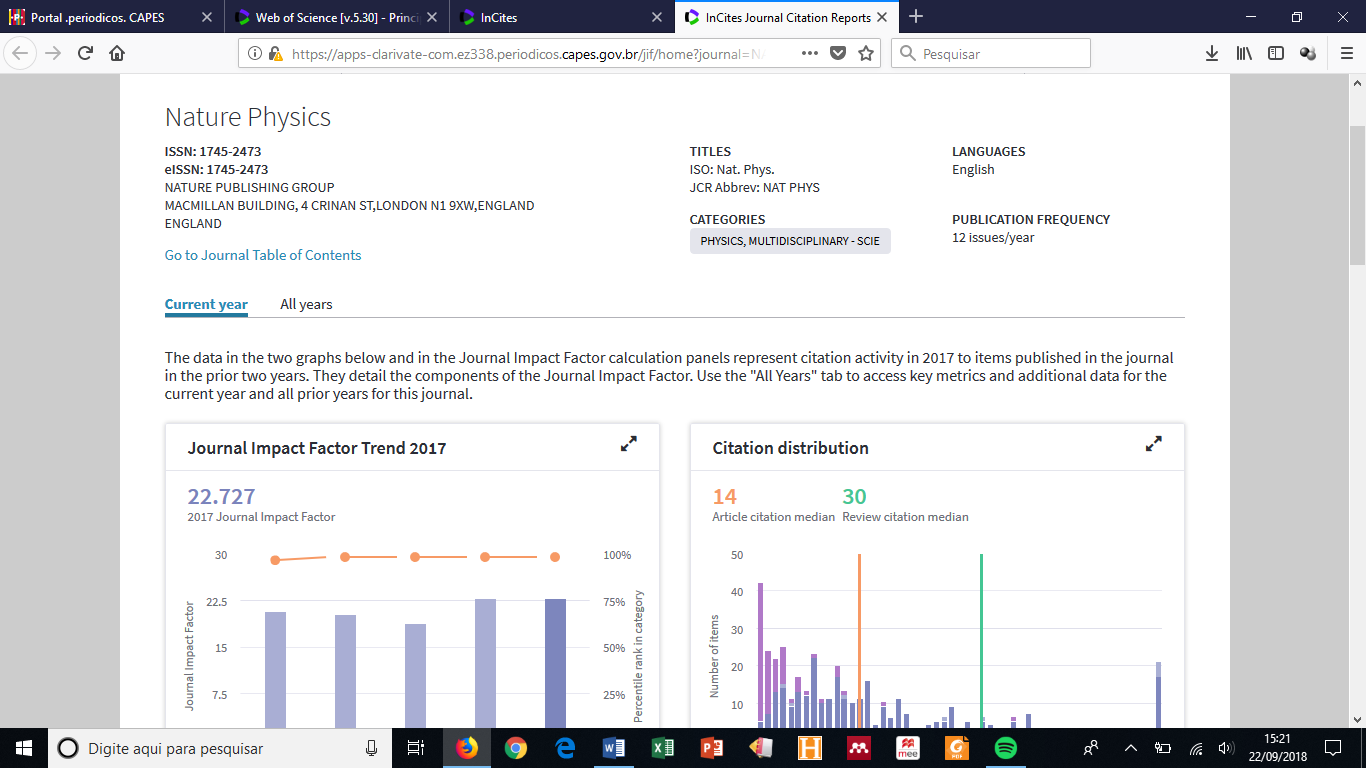 Portal .periodicos. CAPES
Web of Science [v.5.30] - Princi
InCites
InCites Journal Citation Reports
https://apps-clarivate-com.ez338.periodicos.capes.gov.br/jif/home?journal=NA
Pesquisar
Nature Physics
ISSN: 1745-2473
eISSN: 1745-2473
NATURE PUBLISHING GROUP
MACMILLAN BUILDING, 4 CRINAN ST,LONDON N1 9XW,ENGLAND
ENGLAND
Go to Journal Table of Contents
TITLES
ISO: Nat. Phys.
JCR Abbrev: NAT PHYS
CATEGORIES
PHYSICS, MULTIDISCIPLINARY - SCIE
LANGUAGES
English
PUBLICATION FREQUENCY
12 issues/year
Current year
All years
The data in the two graphs below and in the Journal Impact Factor calculation panels represent citation activity in 2017 to items published in the journal
in the prior two years. They detail the components of the Journal Impact Factor. Use the "All Years" tab to access key metrics and additional data for the
current year and all prior years for this journal.
Journal Impact Factor Trend 2017
22.727
2017 Journal Impact Factor
30
22.5
15
7.5
Journal Impact Factor
100%
75%
50%
25%
Percentile rank in category
Citation distribution
14
Article citation median
30
Review citation median
50
40
30
20
10
Number of items
Digite aqui para pesquisar
mee
PDF
15:21
22/09/2018